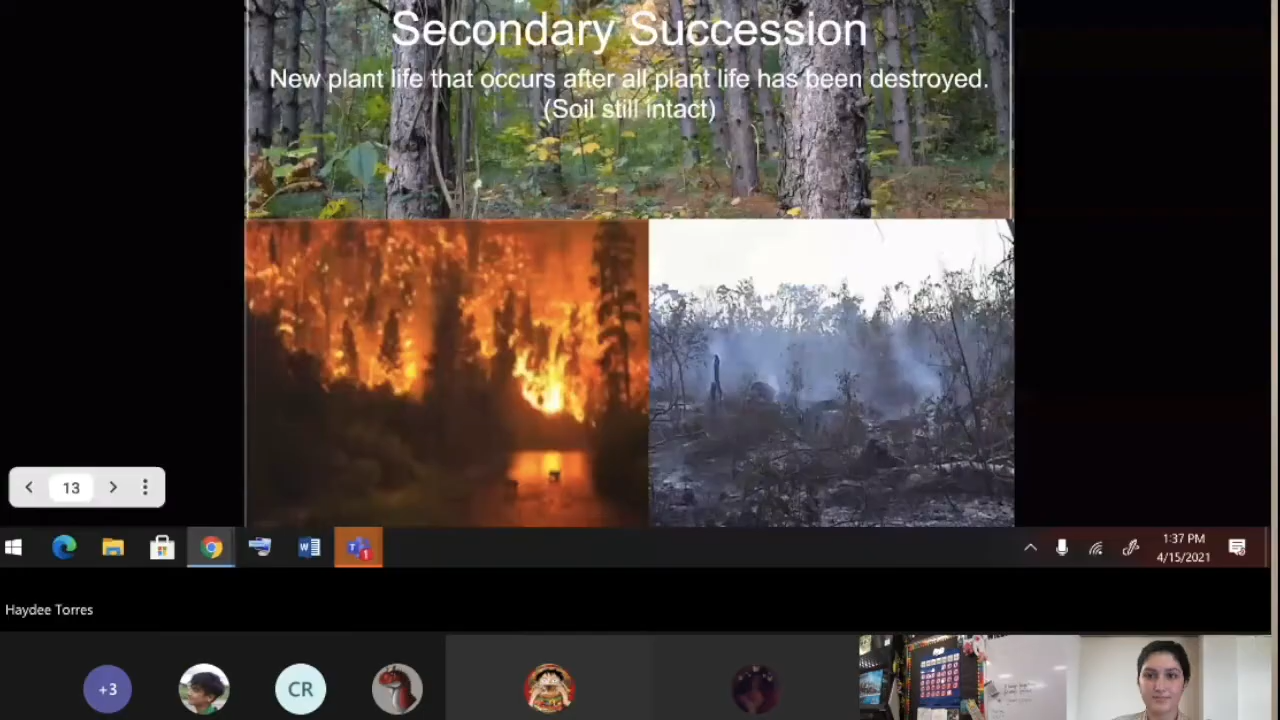 Secondary Succession
New plant life that occurs after all plant life has been destroyed.
(Soil still intact)
13
1:37 PM
4/15/2021
Haydee Torres
+3
CR